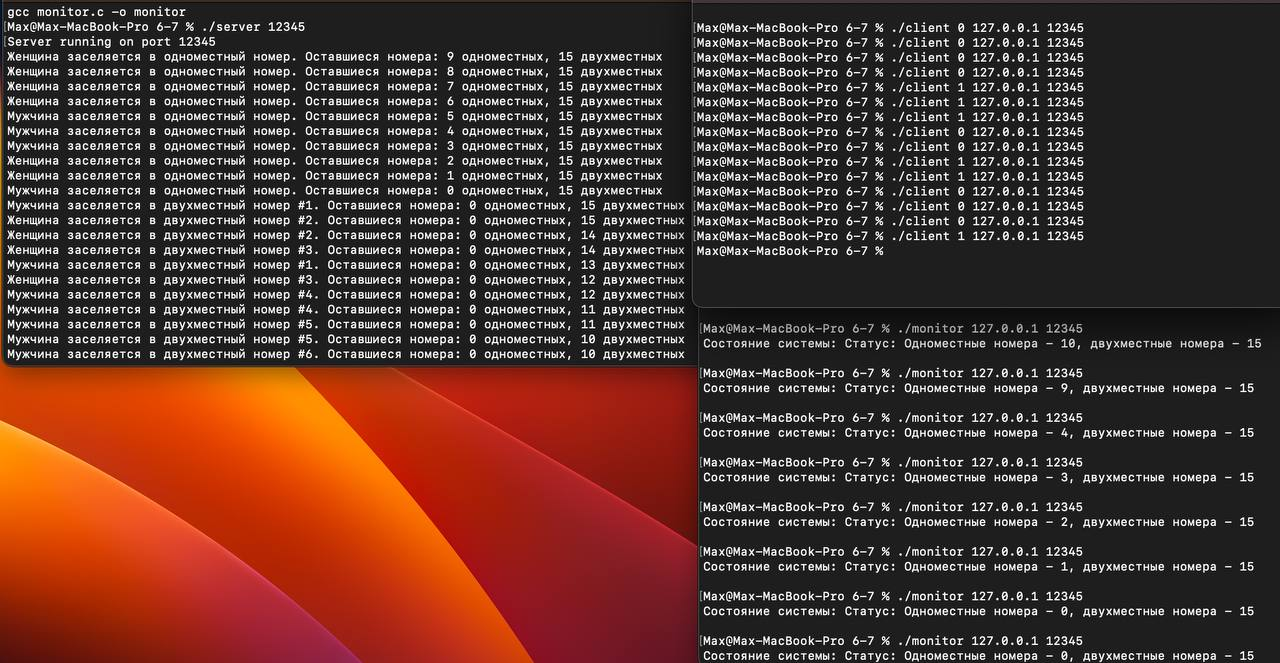 gcc monitor.c -o monitor
[Max@Max-MacBook-Pro 6-7 % ./server 12345
[Server running on port 12345
Женщина заселяется в одноместный номер. Оставшиеся номера: 9 одноместных, 15 двухместных
Женщина заселяется в одноместный номер. Оставшиеся номера: 8 одноместных, 15 двухместных
Женщина заселяется в одноместный номер. Оставшиеся номера: 7 одноместных, 15 двухместных
Женщина заселяется в одноместный номер. Оставшиеся номера: 6 одноместных, 15 двухместных
Мужчина заселяется в одноместный номер. Оставшиеся номера: 5 одноместных, 15 двухместных
Мужчина заселяется в одноместный номер. Оставшиеся номера: 4 одноместных, 15 двухместных
Мужчина заселяется в одноместный номер. Оставшиеся номера: 3 одноместных, 15 двухместных
Женщина заселяется в одноместный номер. Оставшиеся номера: 2 одноместных, 15 двухместных
Женщина заселяется в одноместный номер. Оставшиеся номера: 1 одноместных, 15 двухместных
Мужчина заселяется в одноместный номер. Оставшиеся номера: 0 одноместных, 15 двухместных
Мужчина заселяется в двухместный номер #1. Оставшиеся номера: 0 одноместных, 15 двухместных
Женщина заселяется в двухместный номер #2. Оставшиеся номера: 0 одноместных, 15 двухместных
Женщина заселяется в двухместный номер #2. Оставшиеся номера: 0 одноместных, 14 двухместных
Женщина заселяется в двухместный номер #3. Оставшиеся номера: 0 одноместных, 14 двухместных
Мужчина заселяется в двухместный номер #1. Оставшиеся номера: 0 одноместных, 13 двухместных
Женщина заселяется в двухместный номер #3. Оставшиеся номера: 0 одноместных, 12 двухместных
Мужчина заселяется в двухместный номер #4. Оставшиеся номера: 0 одноместных, 12 двухместных
Мужчина заселяется в двухместный номер #4. Оставшиеся номера: 0 одноместных, 11 двухместных
Мужчина заселяется в двухместный номер #5. Оставшиеся номера: 0 одноместных, 11 двухместных
Мужчина заселяется в двухместный номер #5. Оставшиеся номера: 0 одноместных, 10 двухместных
Мужчина заселяется в двухместный номер #6. Оставшиеся номера: 0 одноместных, 10 двухместных
[Max@Max-MacBook-Pro 6-7 % ./client 0 127.0.0.1 12345
[Max@Max-MacBook-Pro 6-7 % ./client 0 127.0.0.1 12345
[Max@Max-MacBook-Pro 6-7 % ./client 0 127.0.0.1 12345
[Max@Max-MacBook-Pro 6-7 % ./client 0 127.0.0.1 12345
[Max@Max-MacBook-Pro 6-7 % ./client 1 127.0.0.1 12345
[Max@Max-MacBook-Pro 6-7 % ./client 1 127.0.0.1 12345
[Max@Max-MacBook-Pro 6-7 % ./client 1 127.0.0.1 12345
[Max@Max-MacBook-Pro 6-7 % ./client 0 127.0.0.1 12345
[Max@Max-MacBook-Pro 6-7 % ./client 0 127.0.0.1 12345
[Max@Max-MacBook-Pro 6-7 % ./client 1 127.0.0.1 12345
[Max@Max-MacBook-Pro 6-7 % ./client 1 127.0.0.1 12345
[Max@Max-MacBook-Pro 6-7 % ./client 0 127.0.0.1 12345
[Max@Max-MacBook-Pro 6-7 % ./client 0 127.0.0.1 12345
[Max@Max-MacBook-Pro 6-7 % ./client 0 127.0.0.1 12345
[Max@Max-MacBook-Pro 6-7 % ./client 1 127.0.0.1 12345
Max@Max-MacBook-Pro 6-7 %
[Max@Max-MacBook-Pro 6-7 % ./monitor 127.0.0.1 12345
Состояние системы: Статус: Одноместные номера - 10, двухместные номера - 15
[Max@Max-MacBook-Pro 6-7 % ./monitor 127.0.0.1 12345
Состояние системы: Статус: Одноместные номера - 9, двухместные номера - 15
[Max@Max-MacBook-Pro 6-7 % ./monitor 127.0.0.1 12345
Состояние системы: Статус: Одноместные номера - 4, двухместные номера - 15
[Max@Max-MacBook-Pro 6-7 % ./monitor 127.0.0.1 12345
Состояние системы: Статус: Одноместные номера - 3, двухместные номера - 15
[Max@Max-MacBook-Pro 6-7 % ./monitor 127.0.0.1 12345
Состояние системы: Статус: Одноместные номера - 2, двухместные номера - 15
[Max@Max-MacBook-Pro 6-7 % ./monitor 127.0.0.1 12345
Состояние системы: Статус: Одноместные номера - 1, двухместные номера - 15
[Max@Max-MacBook-Pro 6-7 % ./monitor 127.0.0.1 12345
Состояние системы: Статус: Одноместные номера - 0, двухместные номера - 15
[Max@Max-MacBook-Pro 6-7 % ./monitor 127.0.0.1 12345
Состояние системы: Статус: Одноместные номера - 0, двухместные номера - 15